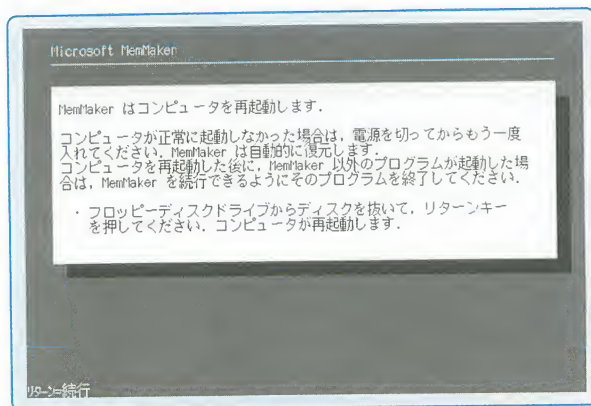 Microsoft MemMaker
MemMaker はコンピュータを再起動します．
コンピュータが正常に起動しなかった場合は，電源を切ってからもう一度
入れてください．MemMaker は自動的に復元します．
コンピュータを再起動した後に，MemMaker 以外のプログラムが起動した場
合は，MemMaker を続行できるようにそのプログラムを終了してください．
・ フロッピーディスクドライブからディスクを抜いて，リターンキー
を押してください．コンピュータが再起動します．
ﾘﾀｰﾝ=続行